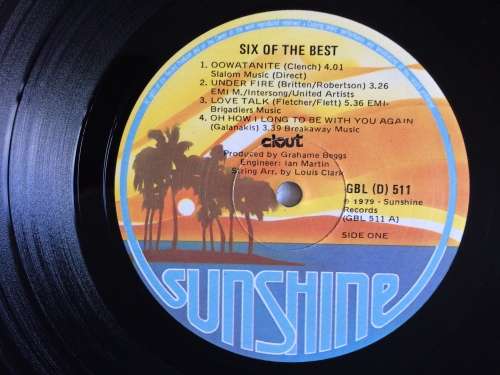 SIX OF THE BEST
1. OOWATANITE (Clench) 4.01
Slalom Music (Direct)
2. UNDER FIRE (Britten/Robertson) 3.26
EMI M./Intersong/United Artists
3. LOVE TALK (Fletcher/Flett) 5.36 EMI-
Brigadiers Music
4. OH HOW I LONG TO BE WITH YOU AGAIN
(Galanakis) 3.39 Breakaway Music
clout
Produced by Grahame Beggs
Engineer: Ian Martin
String Arr. by Louis Clark
GBL (D) 511
℗ 1979 - Sunshine
Records
(GBL 511 A)
SIDE ONE
SUNSHINE